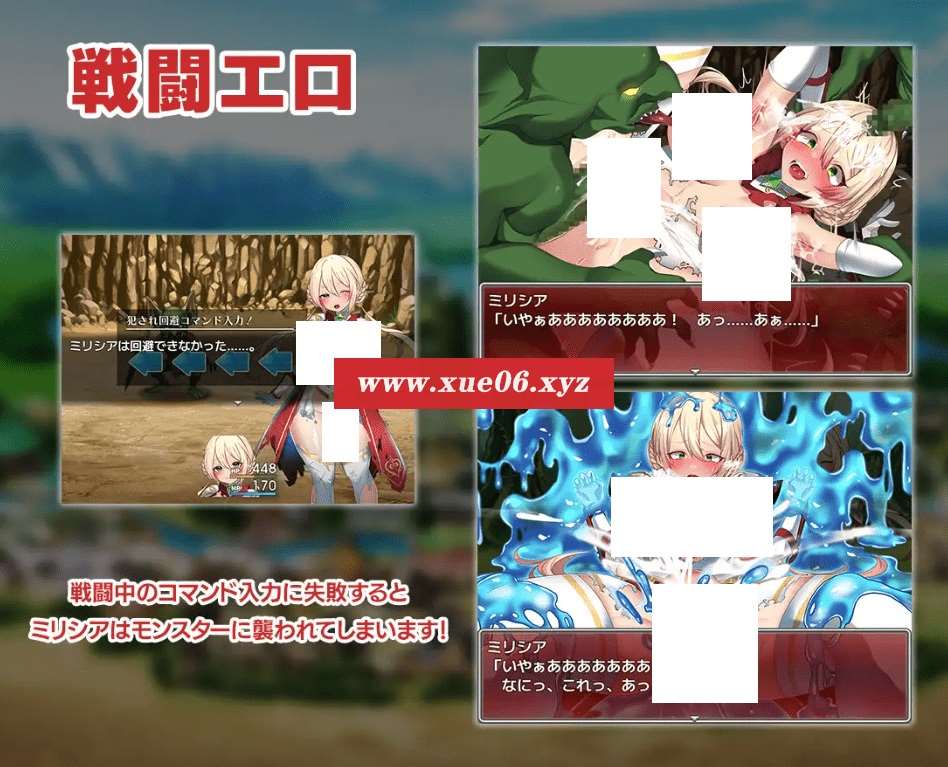 戦闘エロ
犯され回避コマンド入力！
ミリシアは回避できなかった……。
448
170
戦闘中のコマンド入力に失敗すると
ミリシアはモンスターに襲われてしまいます!
ミリシア
「いやぁあああああああああ！　あっ……あぁ……」
www.xue06.xyz
ミリシア
「いやぁあああああああ
なにっ、これっ、あっ